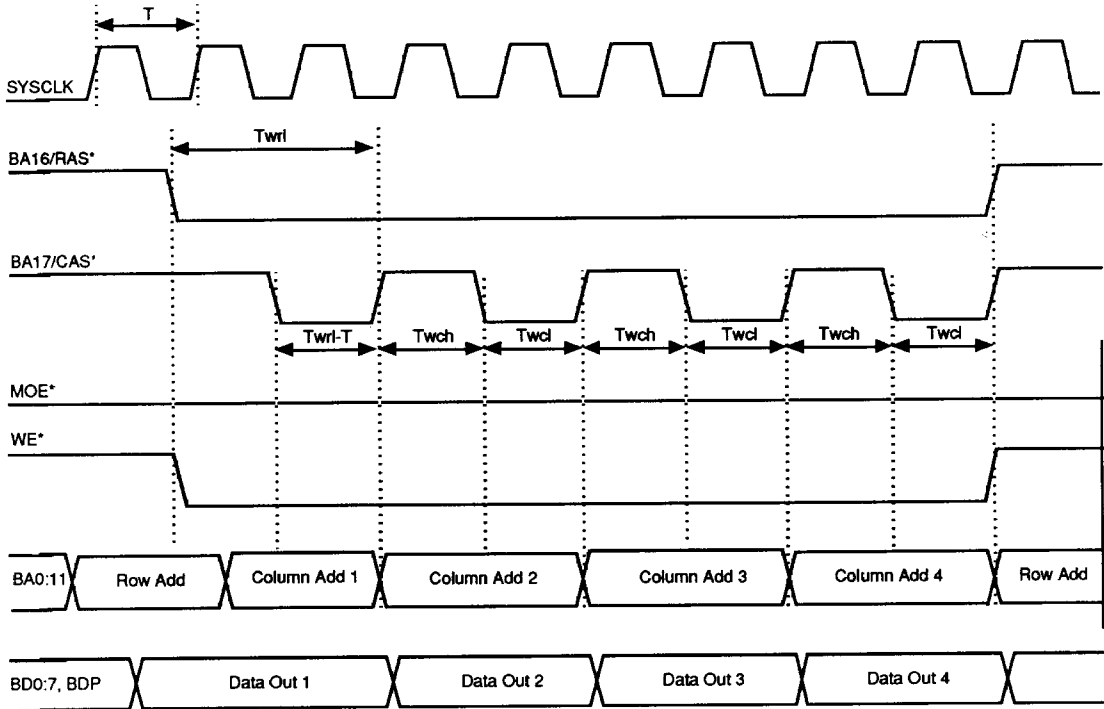 T
SYSCLK
Twrl
BA16/RAS*
BA17/CAS'
Twrl-T Twch Twcl Twch Twcl Twch Twcl
MOE*
WE*
BA0:11 Row Add Column Add 1 Column Add 2 Column Add 3 Column Add 4 Row Add
BD0:7, BDP Data Out 1 Data Out 2 Data Out 3 Data Out 4